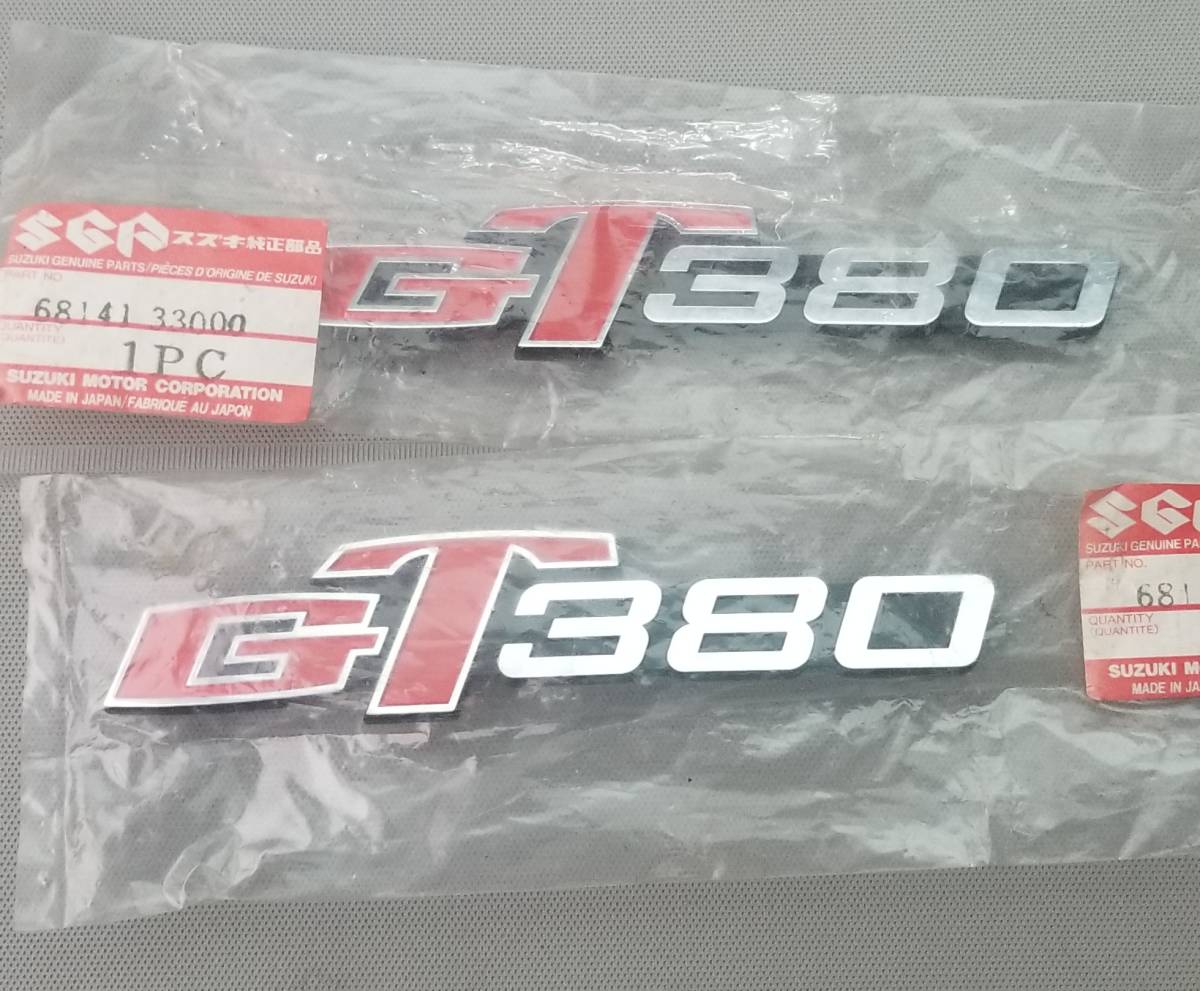 SGP スズキ純正部品
SUZUKI GENUINE PARTS/PIÈCES D'ORIGINE DE SUZUKI
PART NO
68141 33000
QUANTITY
(QUANTITE)
1PC
SUZUKI MOTOR CORPORATION
MADE IN JAPAN/FABRIQUE AU JAPON
GT380
GT380
SG
SUZUKI GENUINE PA
PART NO.
681
QUANTITY
(QUANTITE)
SUZUKI M
MADE IN JA